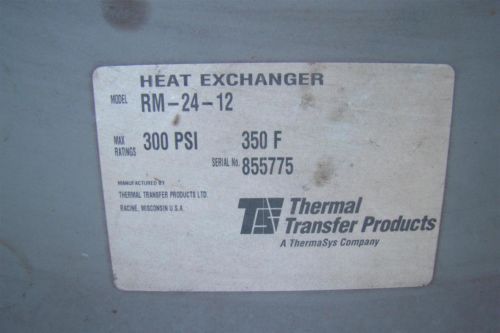 HEAT EXCHANGER
MODEL RM-24-12
MAX RATINGS 300 PSI 350 F
SERIAL No. 855775
MANUFACTURED BY
THERMAL TRANSFER PRODUCTS LTD.
RACINE, WISCONSIN U.S.A.
TTP Thermal
Transfer Products
A ThermaSys Company